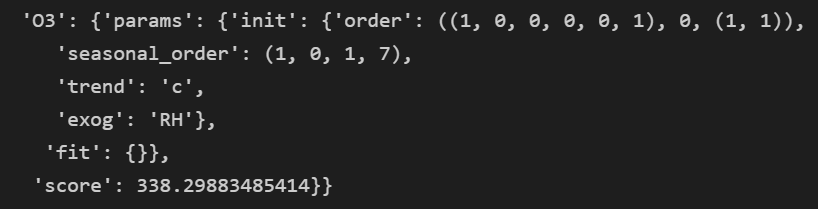 'O3': {'params': {'init': {'order': ((1, 0, 0, 0, 0, 1), 0, (1, 1)),
'seasonal_order': (1, 0, 1, 7),
'trend': 'c',
'exog': 'RH'},
'fit': {}},
'score': 338.29883485414}}